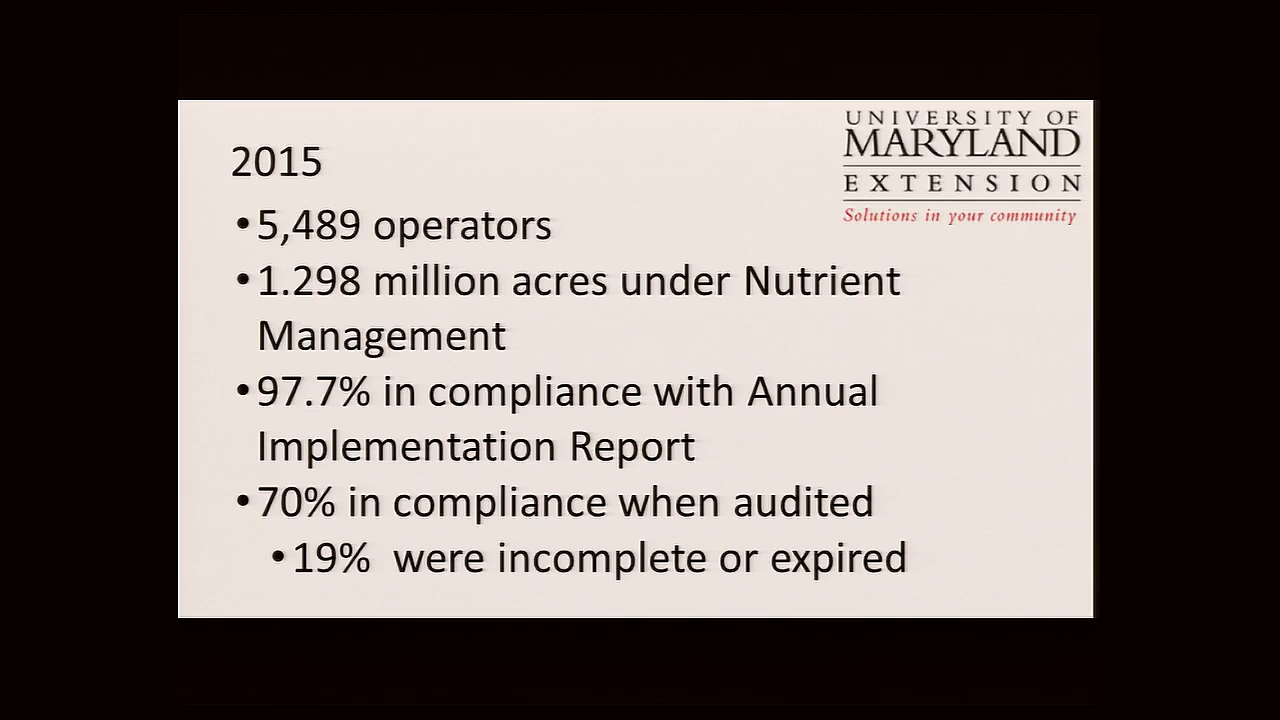 UNIVERSITY OF
MARYLAND
EXTENSION
Solutions in your community
2015
•5,489 operators
•1.298 million acres under Nutrient
Management
•97.7% in compliance with Annual
Implementation Report
•70% in compliance when audited
•19% were incomplete or expired